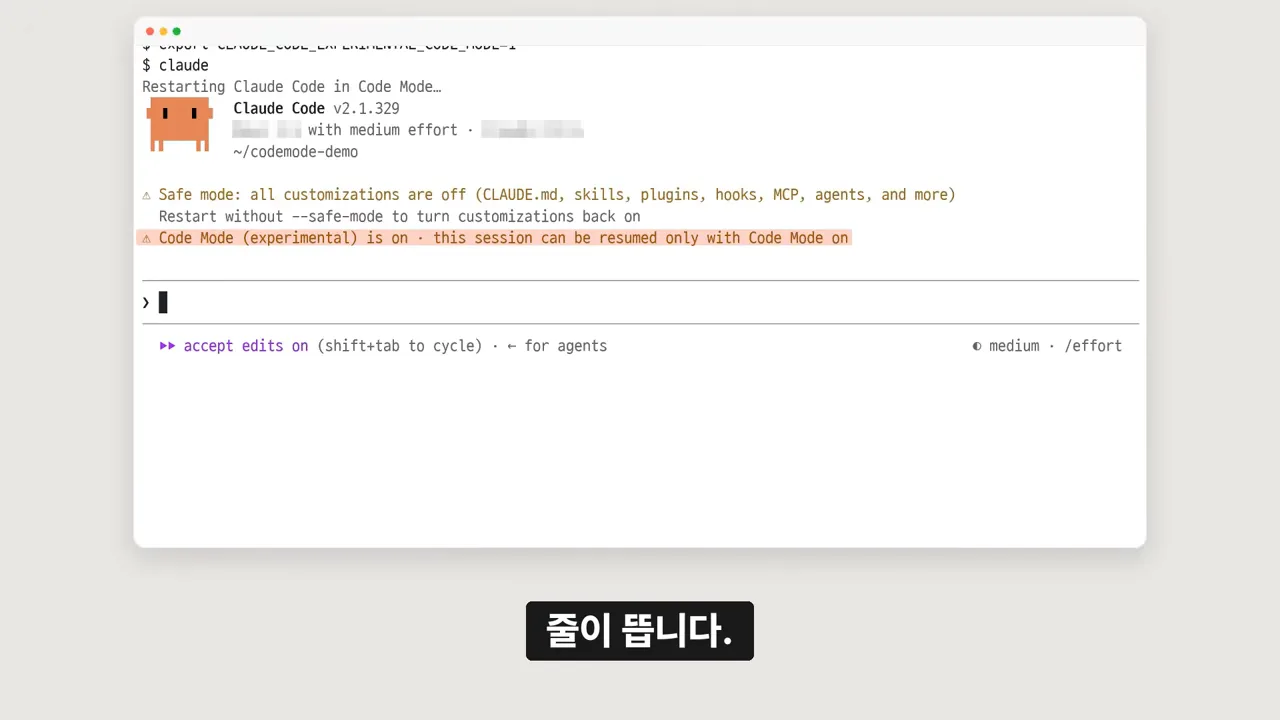 $ export CLAUDE_CODE_EXPERIMENTAL_CODE_MODE=1
$ claude
Restarting Claude Code in Code Mode…
Claude Code v2.1.329
with medium effort ·
~/codemode-demo
⚠ Safe mode: all customizations are off (CLAUDE.md, skills, plugins, hooks, MCP, agents, and more)
Restart without --safe-mode to turn customizations back on
⚠ Code Mode (experimental) is on · this session can be resumed only with Code Mode on
❯
▶▶ accept edits on (shift+tab to cycle) · ← for agents
◐ medium · /effort
줄이 뜹니다.